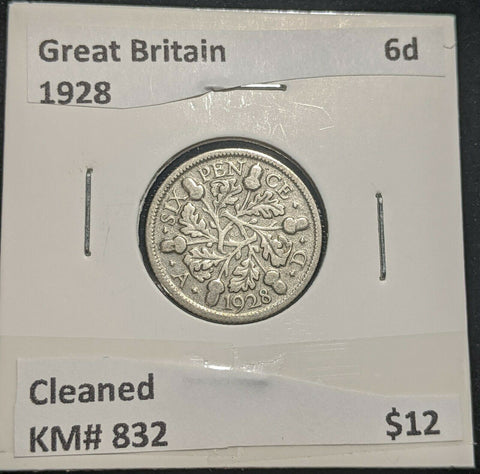 Great Britain 6d
1928
· SIX PENCE ·
A · 1928 · D
Cleaned
KM# 832 $12